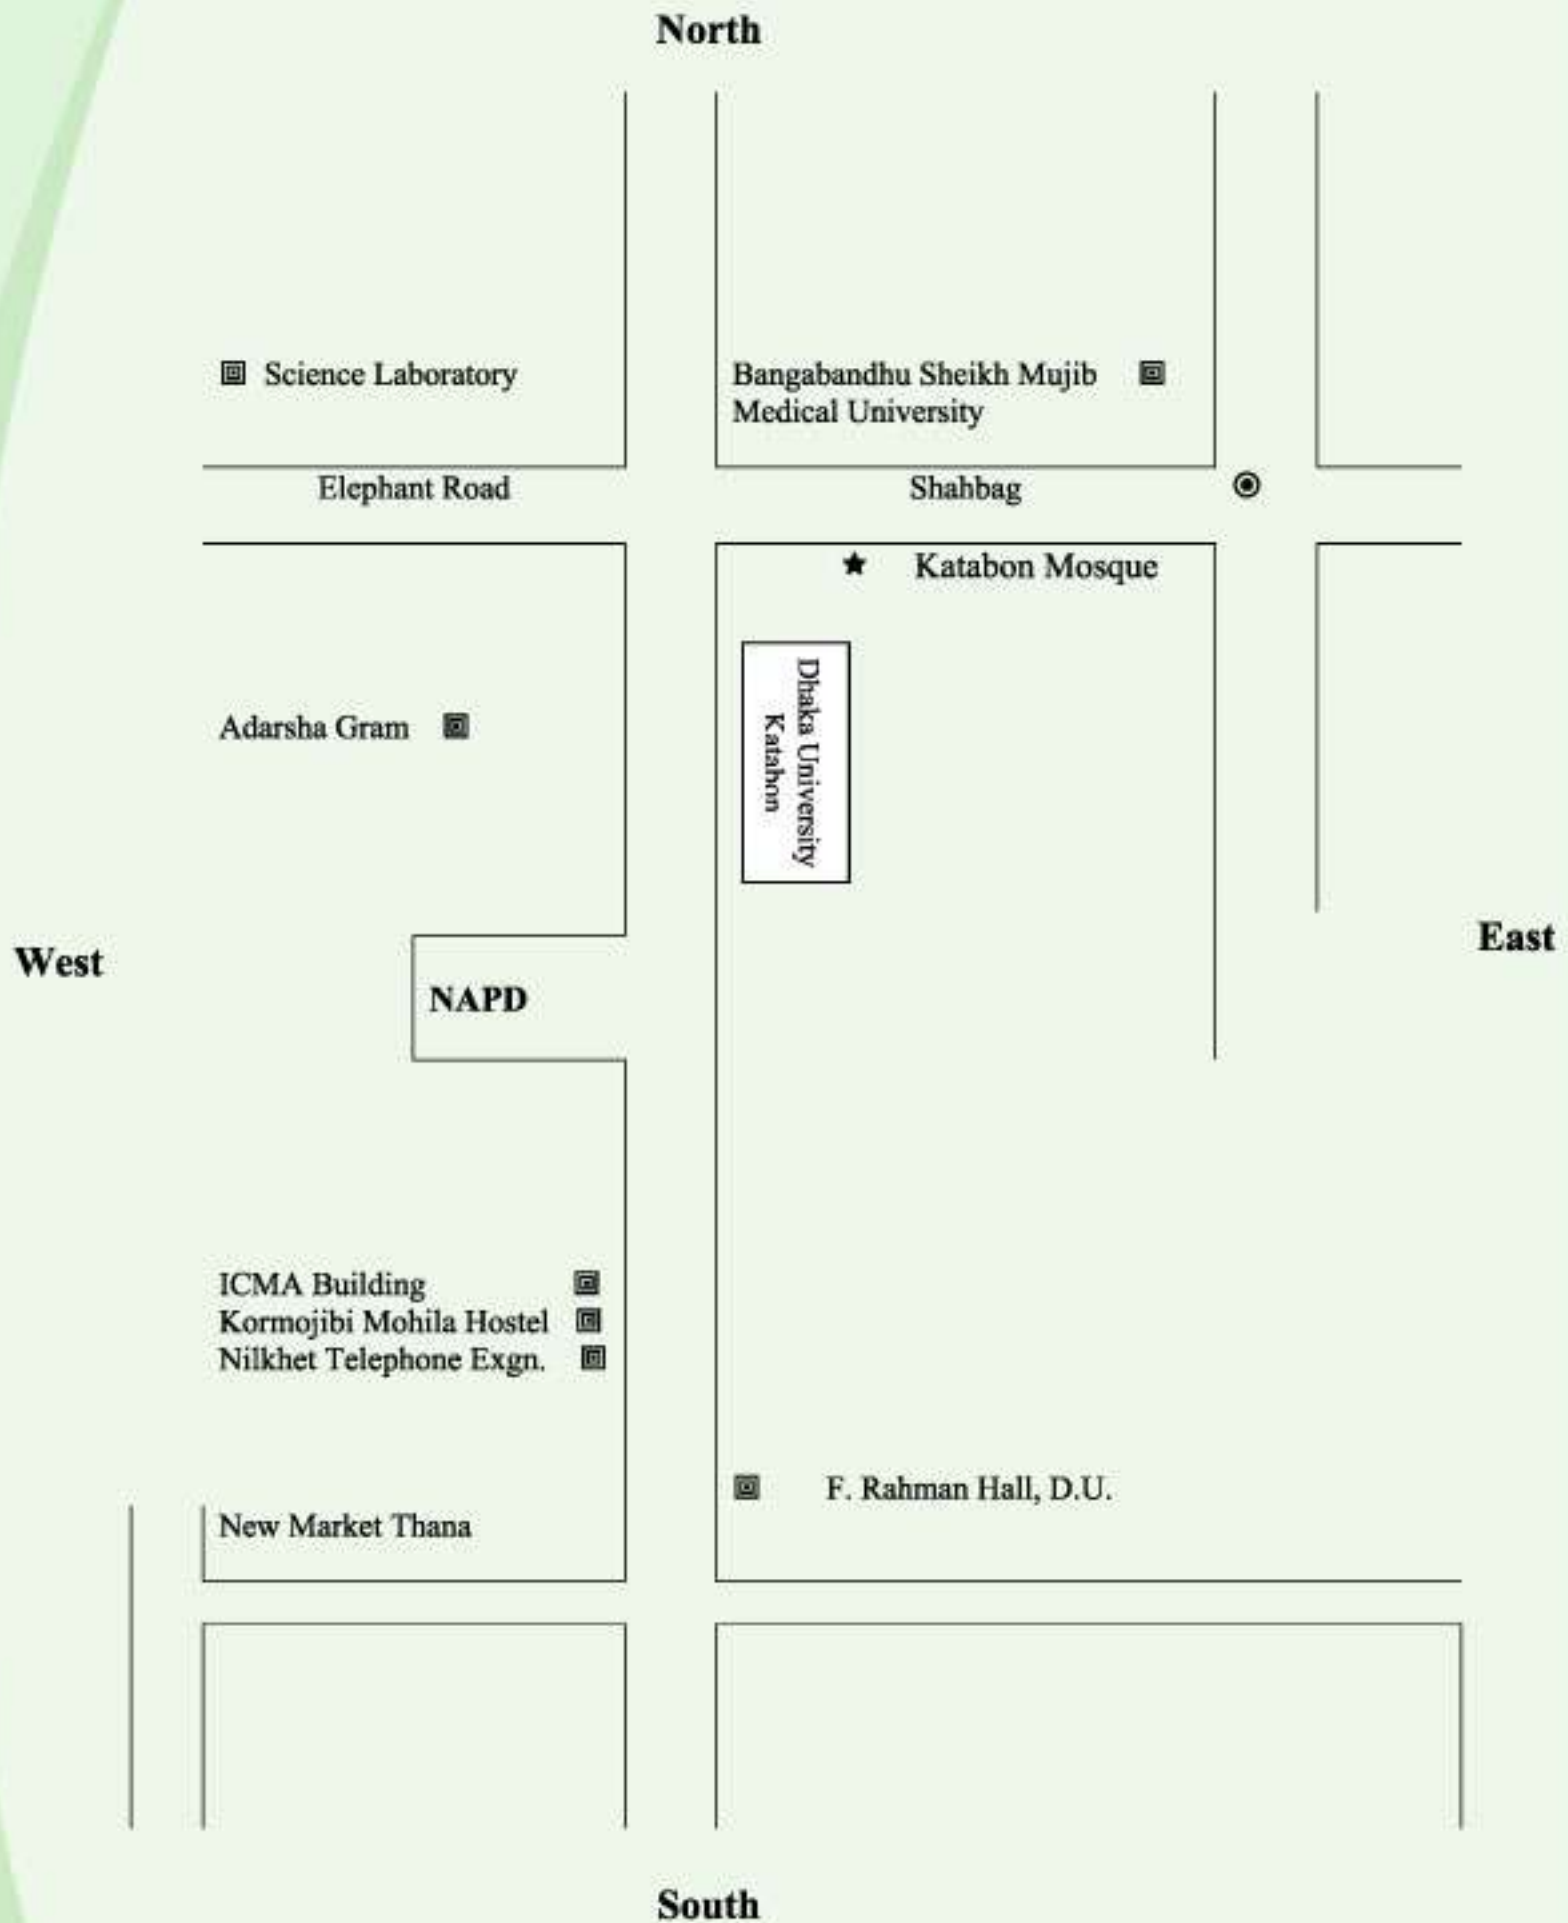 North
Science Laboratory
Bangabandhu Sheikh Mujib
Medical University
Elephant Road
Shahbag
Katabon Mosque
Dhaka University
Katabon
Adarsha Gram
West
East
NAPD
ICMA Building
Kormojibi Mohila Hostel
Nilkhet Telephone Exgn.
F. Rahman Hall, D.U.
New Market Thana
South